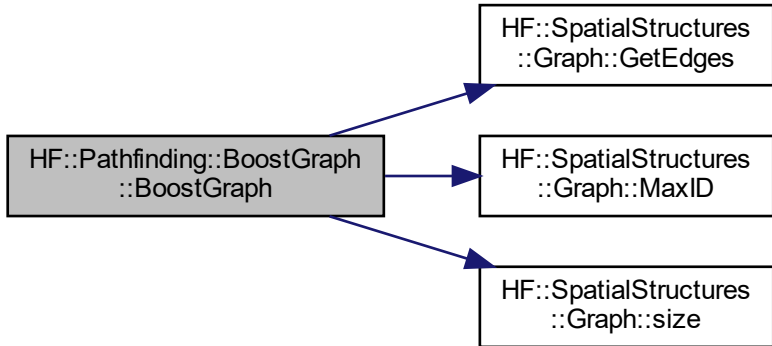 HF::SpatialStructures
::Graph::GetEdges
HF::Pathfinding::BoostGraph
::BoostGraph
HF::SpatialStructures
::Graph::MaxID
HF::SpatialStructures
::Graph::size